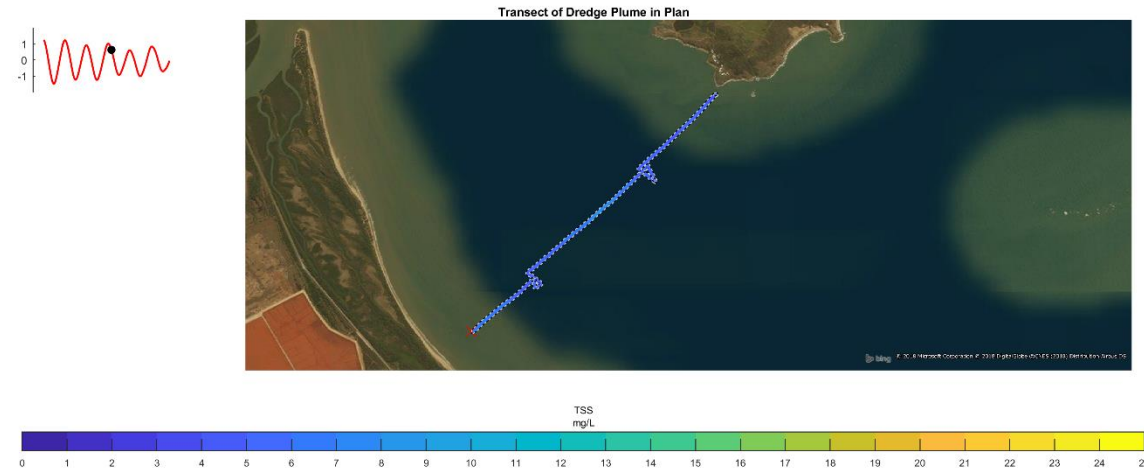 Transect of Dredge Plume in Plan
1
0
-1
bing
TSS
mg/L
0 1 2 3 4 5 6 7 8 9 10 11 12 13 14 15 16 17 18 19 20 21 22 23 24